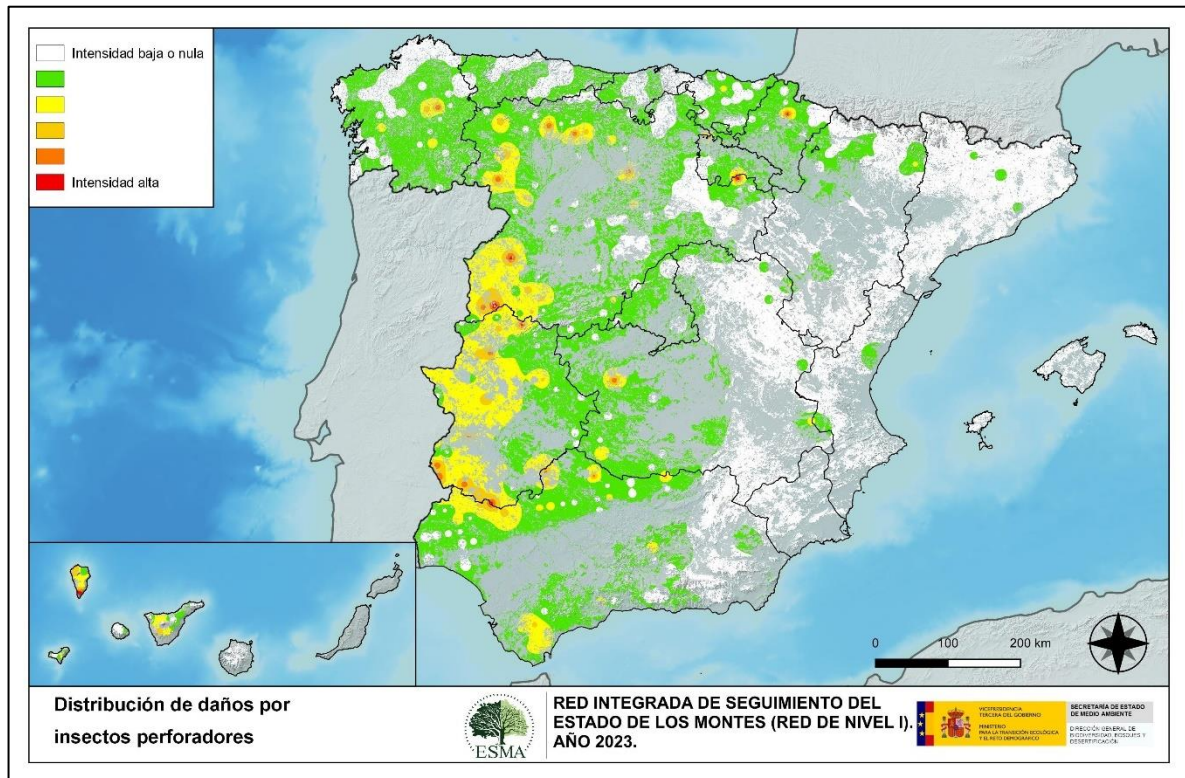 Intensidad baja o nula
Intensidad alta
0 100 200 km
Distribución de daños por
insectos perforadores
ESMA
RED INTEGRADA DE SEGUIMIENTO DEL
ESTADO DE LOS MONTES (RED DE NIVEL I).
AÑO 2023.
VICEPRESIDENCIA
TERCERA DEL GOBIERNO
MINISTERIO
PARA LA TRANSICIÓN ECOLÓGICA
Y EL RETO DEMOGRÁFICO
SECRETARÍA DE ESTADO
DE MEDIO AMBIENTE
DIRECCIÓN GENERAL DE
BIODIVERSIDAD, BOSQUES Y
DESERTIFICACIÓN